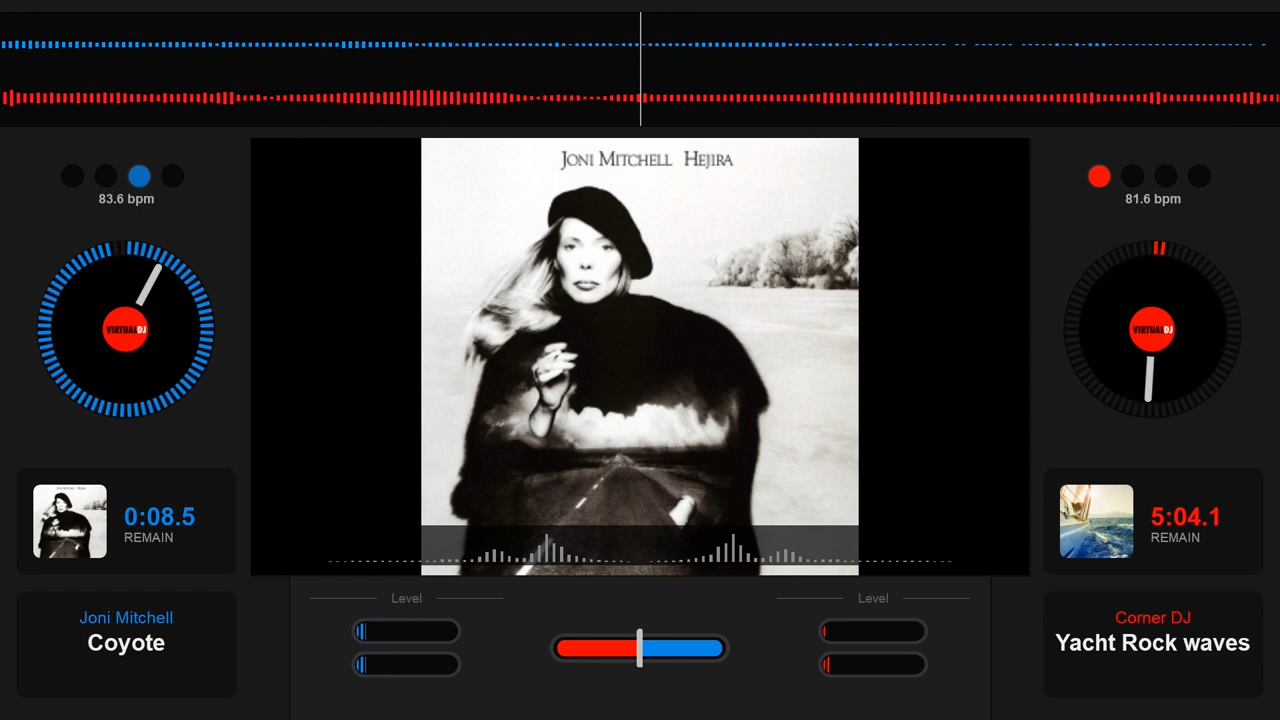 JONI MITCHELL HEJIRA
83.6 bpm
81.6 bpm
VIRTUALDJ
VIRTUALDJ
0:08.5
REMAIN
5:04.1
REMAIN
Level
Level
Joni Mitchell
Coyote
Corner DJ
Yacht Rock waves